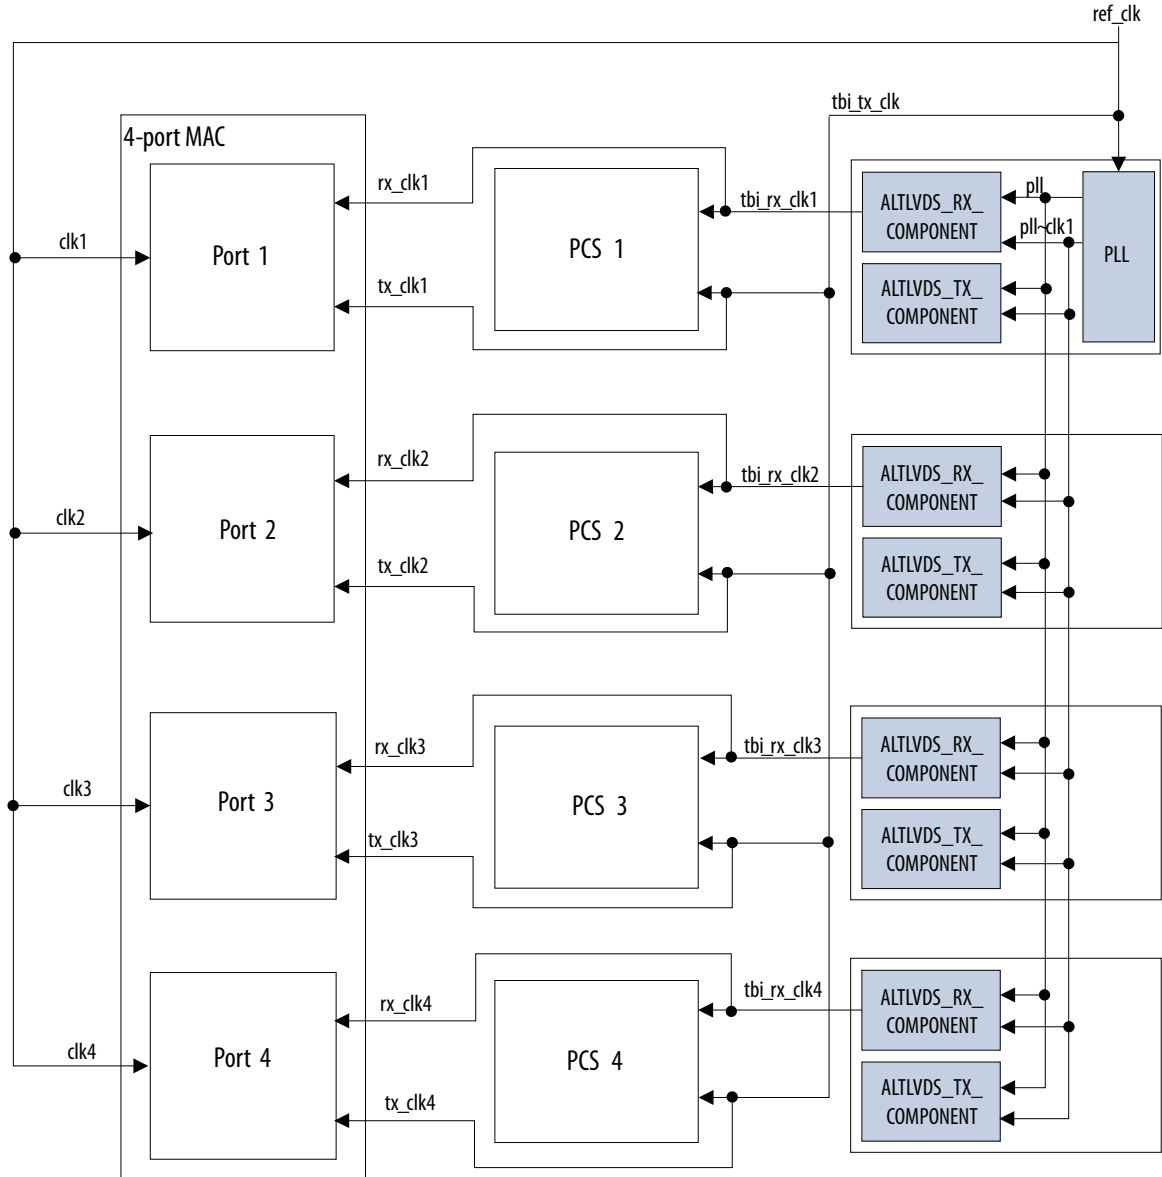 ref_clk
tbi_tx_clk
4-port MAC
rx_clk1
tbi_rx_clk1
ALTLVDS_RX_
COMPONENT
pll
pll~clk1
PLL
clk1
Port 1
PCS 1
tx_clk1
ALTLVDS_TX_
COMPONENT
rx_clk2
tbi_rx_clk2
ALTLVDS_RX_
COMPONENT
clk2
Port 2
PCS 2
tx_clk2
ALTLVDS_TX_
COMPONENT
rx_clk3
tbi_rx_clk3
ALTLVDS_RX_
COMPONENT
clk3
Port 3
PCS 3
tx_clk3
ALTLVDS_TX_
COMPONENT
rx_clk4
tbi_rx_clk4
ALTLVDS_RX_
COMPONENT
clk4
Port 4
PCS 4
tx_clk4
ALTLVDS_TX_
COMPONENT